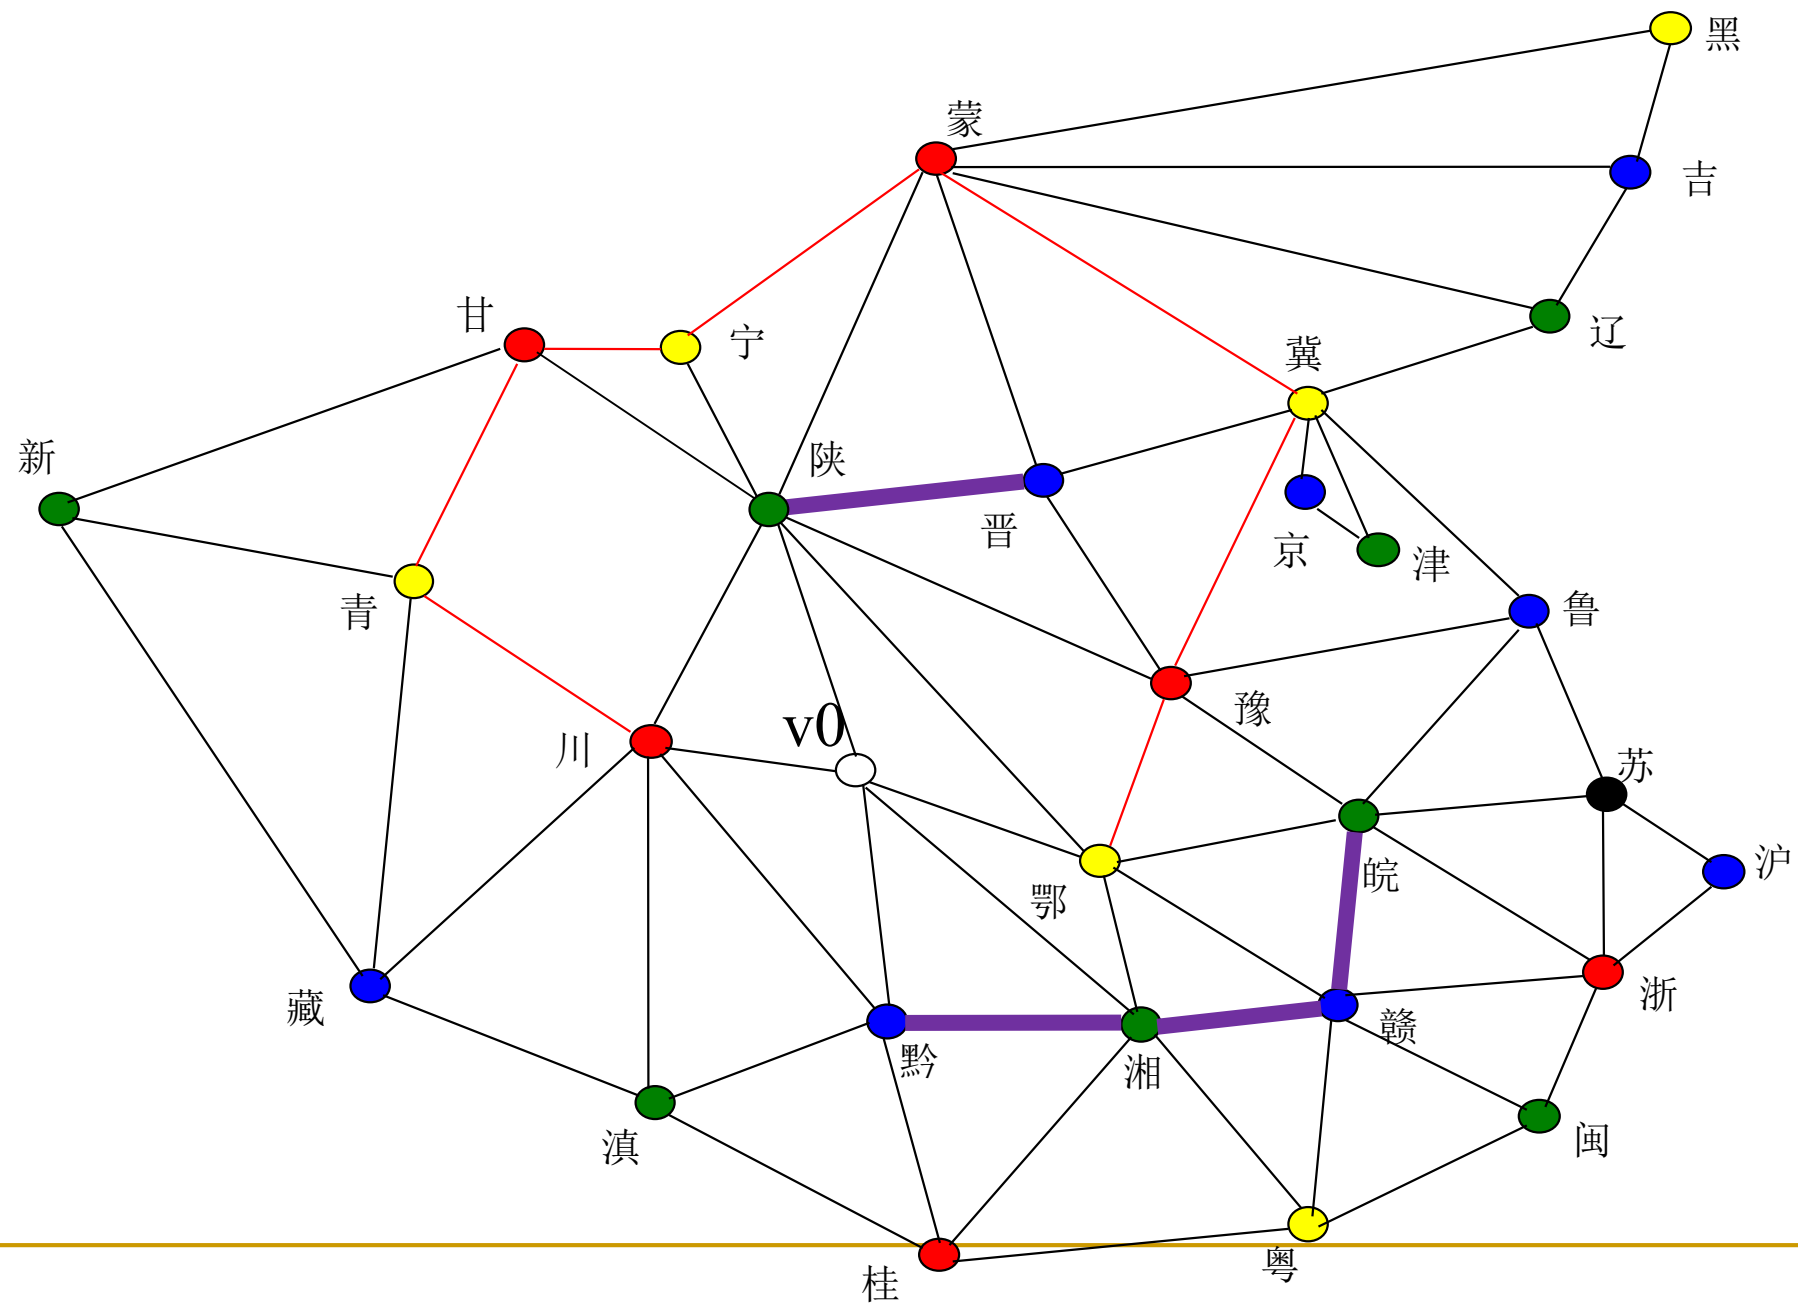 黑
蒙
吉
甘
宁
辽
冀
新
陕
晋
京
津
青
鲁
豫
v0
川
苏
沪
皖
鄂
藏
浙
赣
黔
湘
滇
闽
粤
桂